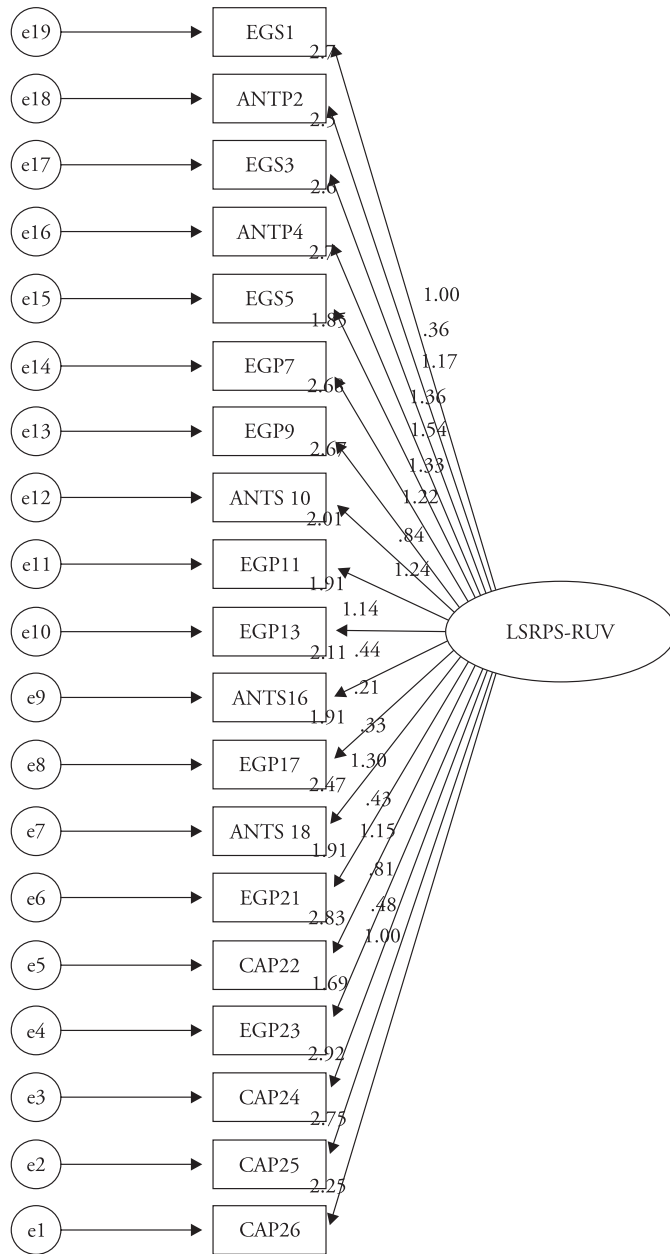 e19
EGS1
2.7
e18
ANTP2
2.5
e17
EGS3
2.6
e16
ANTP4
2.7
e15
EGS5
1.85
e14
EGP7
2.68
e13
EGP9
2.67
e12
ANTS 10
2.01
e11
EGP11
1.91
e10
EGP13
2.11
e9
ANTS16
1.91
e8
EGP17
2.47
e7
ANTS 18
1.91
e6
EGP21
2.83
e5
CAP22
1.69
e4
EGP23
2.92
e3
CAP24
2.75
e2
CAP25
2.25
e1
CAP26
1.00
.36
1.17
1.36
1.54
1.33
1.22
.84
1.24
1.14
.44
.21
.33
1.30
.43
1.15
.81
.48
1.00
LSRPS-RUV